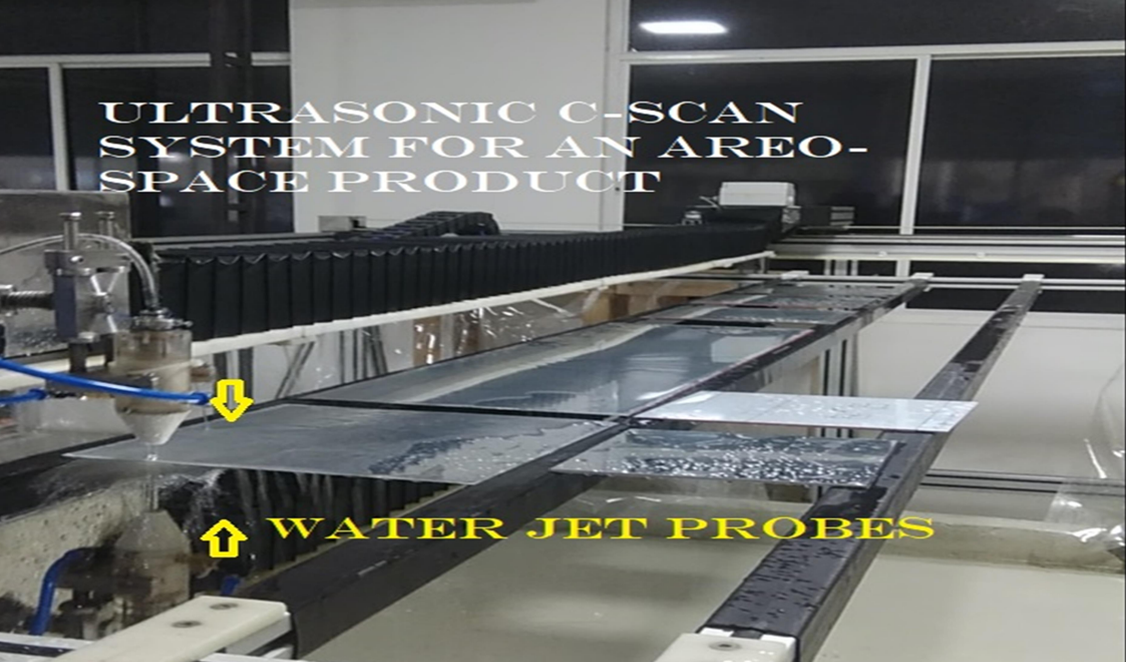 ULTRASONIC C-SCAN
SYSTEM FOR AN AREO-
SPACE PRODUCT
WATER JET PROBES